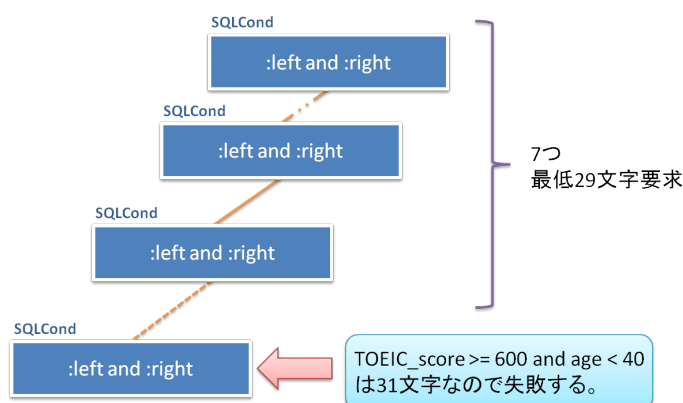 SQLCond
:left and :right
SQLCond
:left and :right
7つ
最低29文字要求
SQLCond
:left and :right
SQLCond
:left and :right
TOEIC_score >= 600 and age < 40
は31文字なので失敗する。